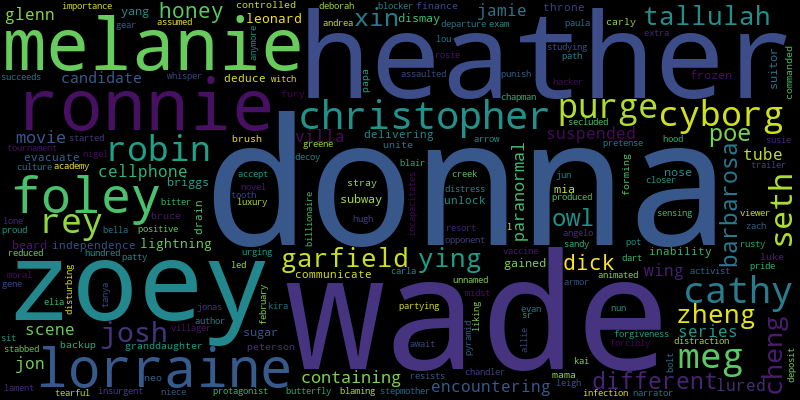 glenn importance yang honey assumed controlled leonard gear deborah andrea blocker finance xin dismay jamie departure exam throne paula carly tallulah extra
melanie heather
succeeds candidate whisper deduce witch anymore papa lou rosie assaulted studying path punish hacker frozen suitor commanded
ronnie fury christopher chapman arrow purge secluded cyborg
movie started brush villa delivering unite suspended hood pretense poe susie
tournament evacuate nigel robin greene decoy blair paranormal barbarosa tube trailer
culture academy cellphone donna nose closer seth
foley bitter briggs accept novel tooth luxury stray subway hugh billionaire incapacitates creek distress unlock jun mia produced forming sensing viewer
lone proud rey bella bruce positive drain resort opponent l owl angelo sandy zach rusty
beard independence lightning pot inability luke
reduced hundred patty urging garfield ying gained dick dart wing activist pride
moral gene zoey disturbing led communicate carla vaccine unnamed animated armor cathy
elia tanya jonas author february kira partying liking midst evan sr nun zheng
sit scene villager josh sugar wade await pyramid allie forgiveness series distraction
stabbed backup granddaughter peterson resists chandler kai forcibly meg cheng
jon neo lorraine containing mama bolt different lured deposit
lament tearful insurgent niece protagonist butterfly blaming stepmother encountering leigh infection narrator